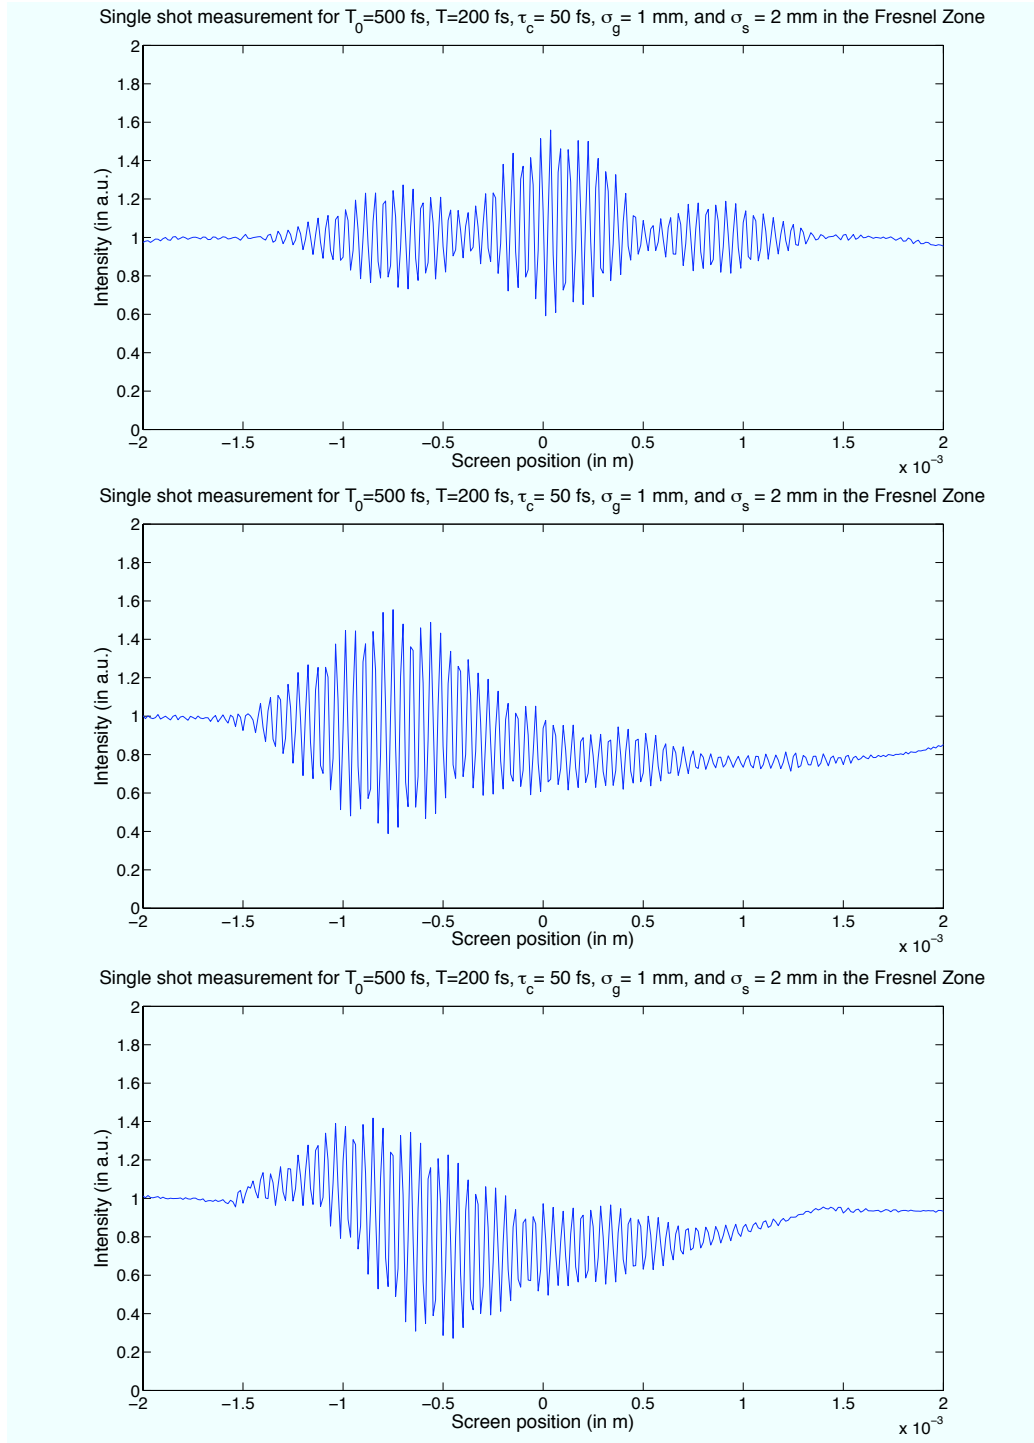 Single shot measurement for T₀=500 fs, T=200 fs, τc= 50 fs, σg= 1 mm, and σs = 2 mm in the Fresnel Zone
2
1.8
1.6
1.4
1.2
1
0.8
0.6
0.4
0.2
0
Intensity (in a.u.)
−2 −1.5 −1 −0.5 0 0.5 1 1.5 2
Screen position (in m)
x 10⁻³
Single shot measurement for T₀=500 fs, T=200 fs, τc= 50 fs, σg= 1 mm, and σs = 2 mm in the Fresnel Zone
2
1.8
1.6
1.4
1.2
1
0.8
0.6
0.4
0.2
0
Intensity (in a.u.)
−2 −1.5 −1 −0.5 0 0.5 1 1.5 2
Screen position (in m)
x 10⁻³
Single shot measurement for T₀=500 fs, T=200 fs, τc= 50 fs, σg= 1 mm, and σs = 2 mm in the Fresnel Zone
2
1.8
1.6
1.4
1.2
1
0.8
0.6
0.4
0.2
0
Intensity (in a.u.)
−2 −1.5 −1 −0.5 0 0.5 1 1.5 2
Screen position (in m)
x 10⁻³